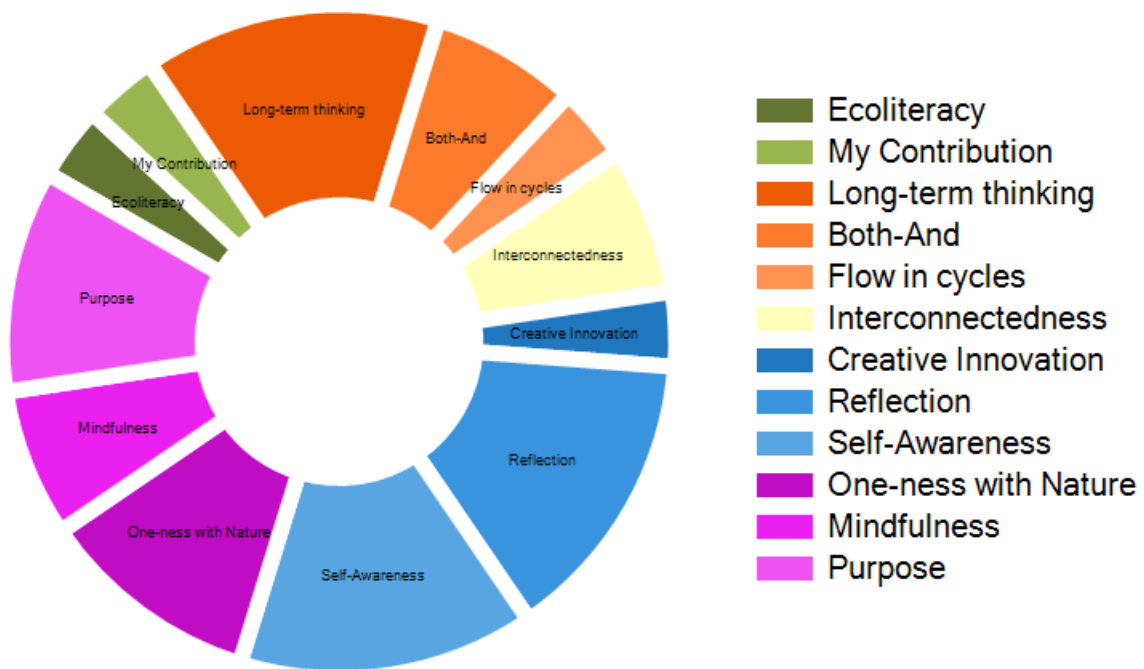 Long-term thinking
Both-And
My Contribution
Flow in cycles
Ecoliteracy
Interconnectedness
Purpose
Creative Innovation
Mindfulness
Reflection
One-ness with Nature
Self-Awareness
Ecoliteracy
My Contribution
Long-term thinking
Both-And
Flow in cycles
Interconnectedness
Creative Innovation
Reflection
Self-Awareness
One-ness with Nature
Mindfulness
Purpose